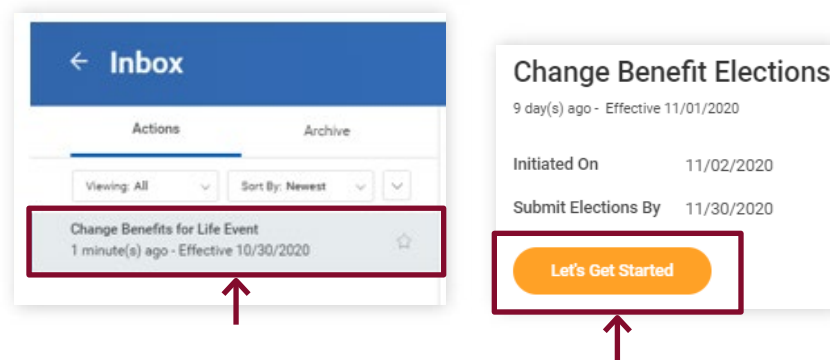 Inbox
Actions Archive
Viewing: All Sort By: Newest
Change Benefits for Life Event
1 minute(s) ago - Effective 10/30/2020
Change Benefit Elections
9 day(s) ago - Effective 11/01/2020
Initiated On 11/02/2020
Submit Elections By 11/30/2020
Let's Get Started